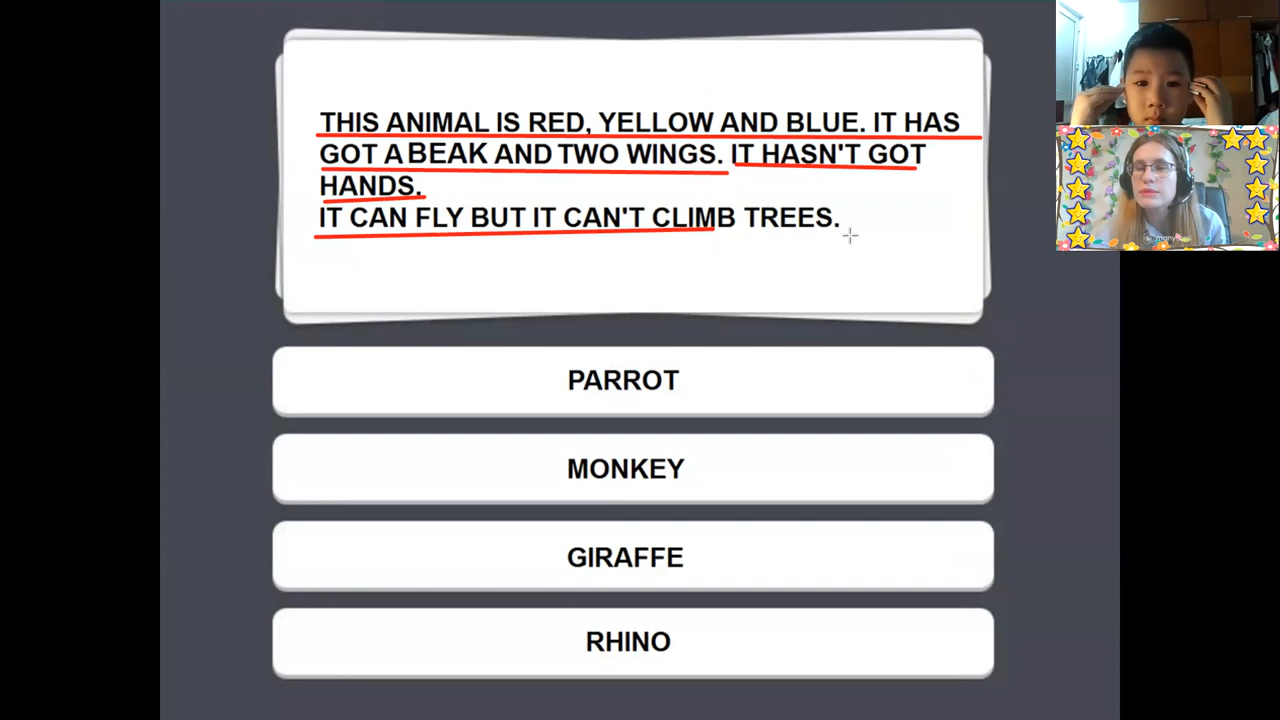 THIS ANIMAL IS RED, YELLOW AND BLUE. IT HAS
GOT A BEAK AND TWO WINGS. IT HASN'T GOT
HANDS.
IT CAN FLY BUT IT CAN'T CLIMB TREES.
PARROT
MONKEY
GIRAFFE
RHINO